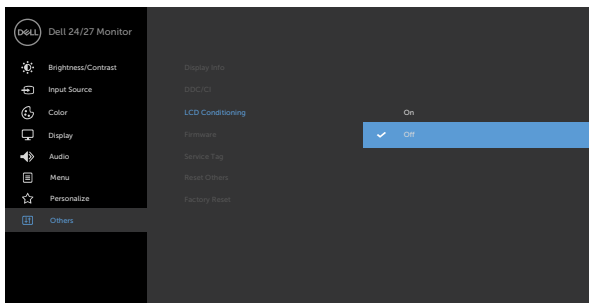 DELL Dell 24/27 Monitor
Brightness/Contrast Display Info
Input Source DDC/CI
Color LCD Conditioning On
Display Firmware Off
Audio Service Tag
Menu Reset Others
Personalize Factory Reset
Others